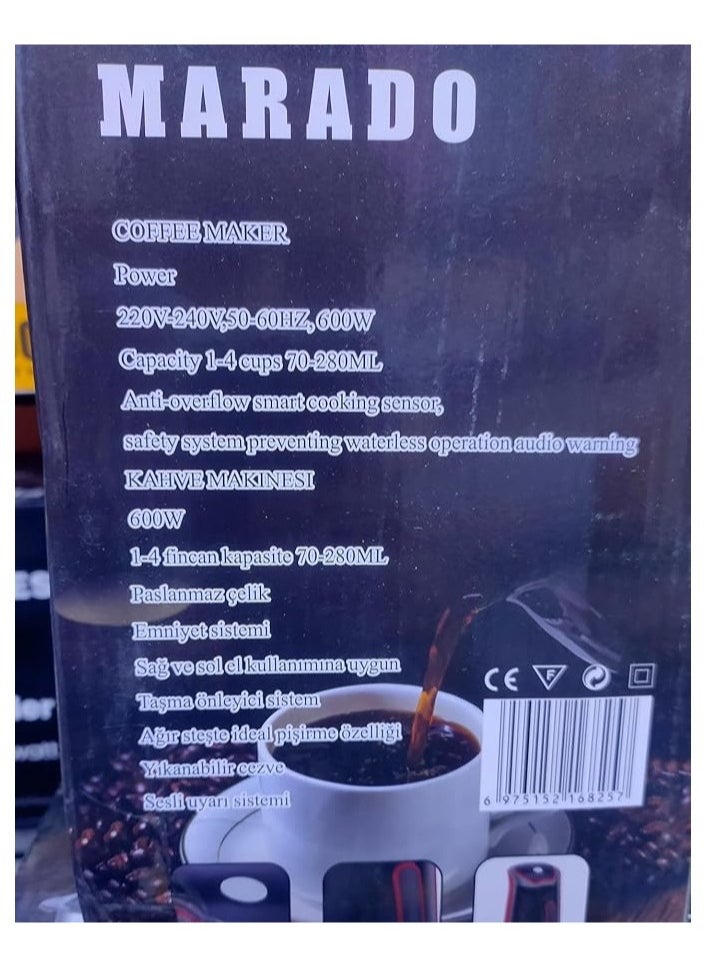 MARADO
COFFEE MAKER
Power
220V-240V,50-60HZ, 600W
Capacity 1-4 cups 70-280ML
Anti-overflow smart cooking sensor,
safety system preventing waterless operation audio warning
KAHVE MAKINESI
600W
1-4 fincan kapasite 70-280ML
Paslanmaz çelik
Emniyet sistemi
Sağ ve sol el kullanımına uygun
Taşma önleyici sistem
Ağır steşte ideal pişirme özelliği
Yıkanabilir cezve
Sesli uyarı sistemi
CE F
6 975152 168257